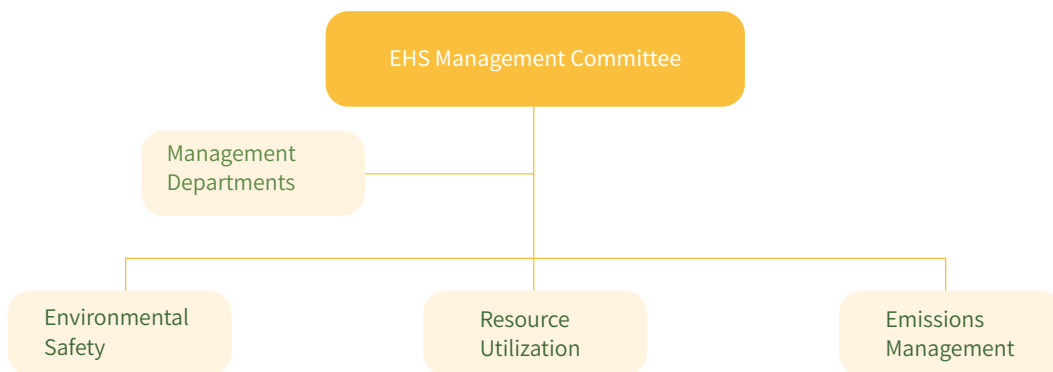 EHS Management Committee
Management
Departments
Environmental
Safety
Resource
Utilization
Emissions
Management